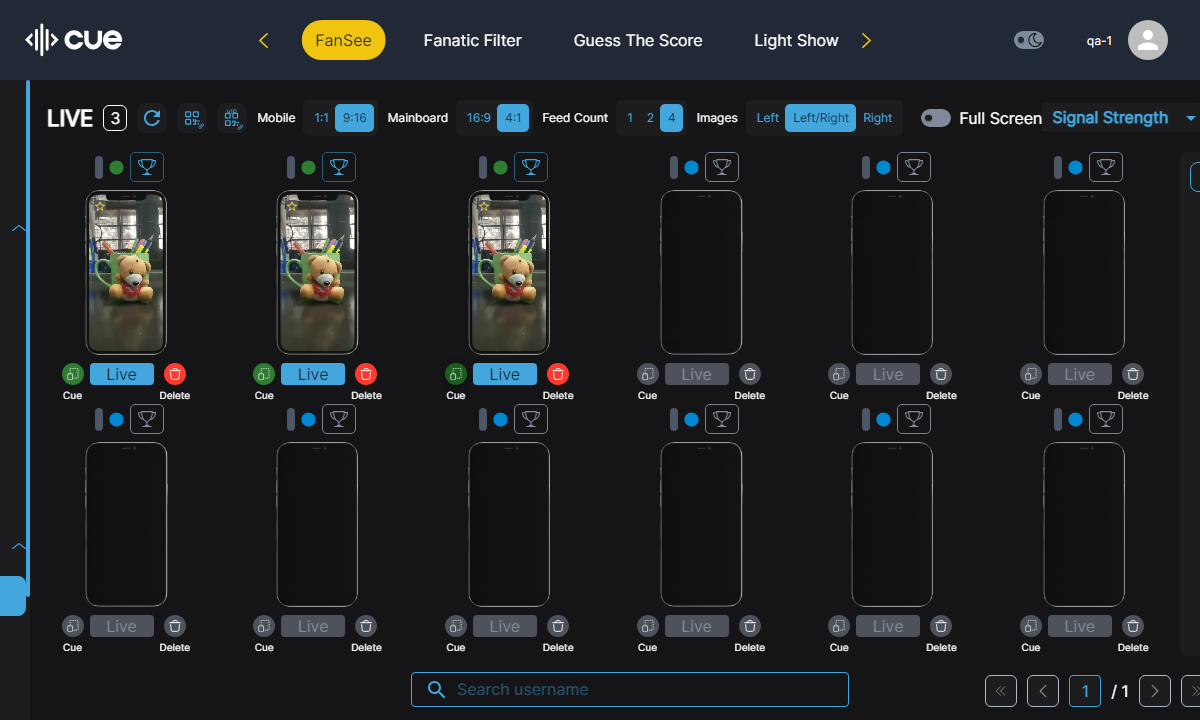 cue
FanSee
Fanatic Filter
Guess The Score
Light Show
qa-1
LIVE 3
Mobile 1:1 9:16
Mainboard 16:9 4:1
Feed Count 1 2 4
Images Left Left/Right Right
Full Screen
Signal Strength
Live Live Live Live Live Live
Cue Delete Cue Delete Cue Delete Cue Delete Cue Delete Cue Delete
Live Live Live Live Live Live
Cue Delete Cue Delete Cue Delete Cue Delete Cue Delete Cue Delete
Search username
1 / 1